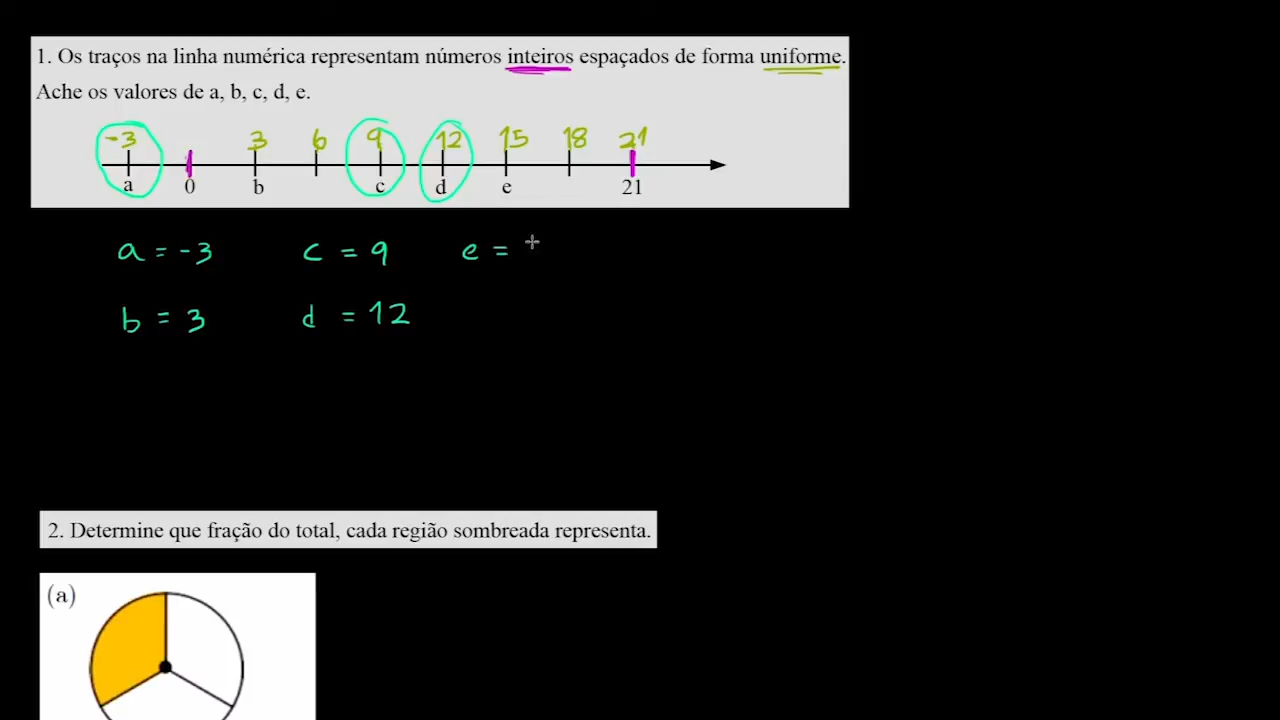 1. Os traços na linha numérica representam números inteiros espaçados de forma uniforme.
Ache os valores de a, b, c, d, e.
-3 3 6 9 12 15 18 21
a 0 b c d e 21
a = -3 c = 9 e =
b = 3 d = 12
2. Determine que fração do total, cada região sombreada representa.
(a)